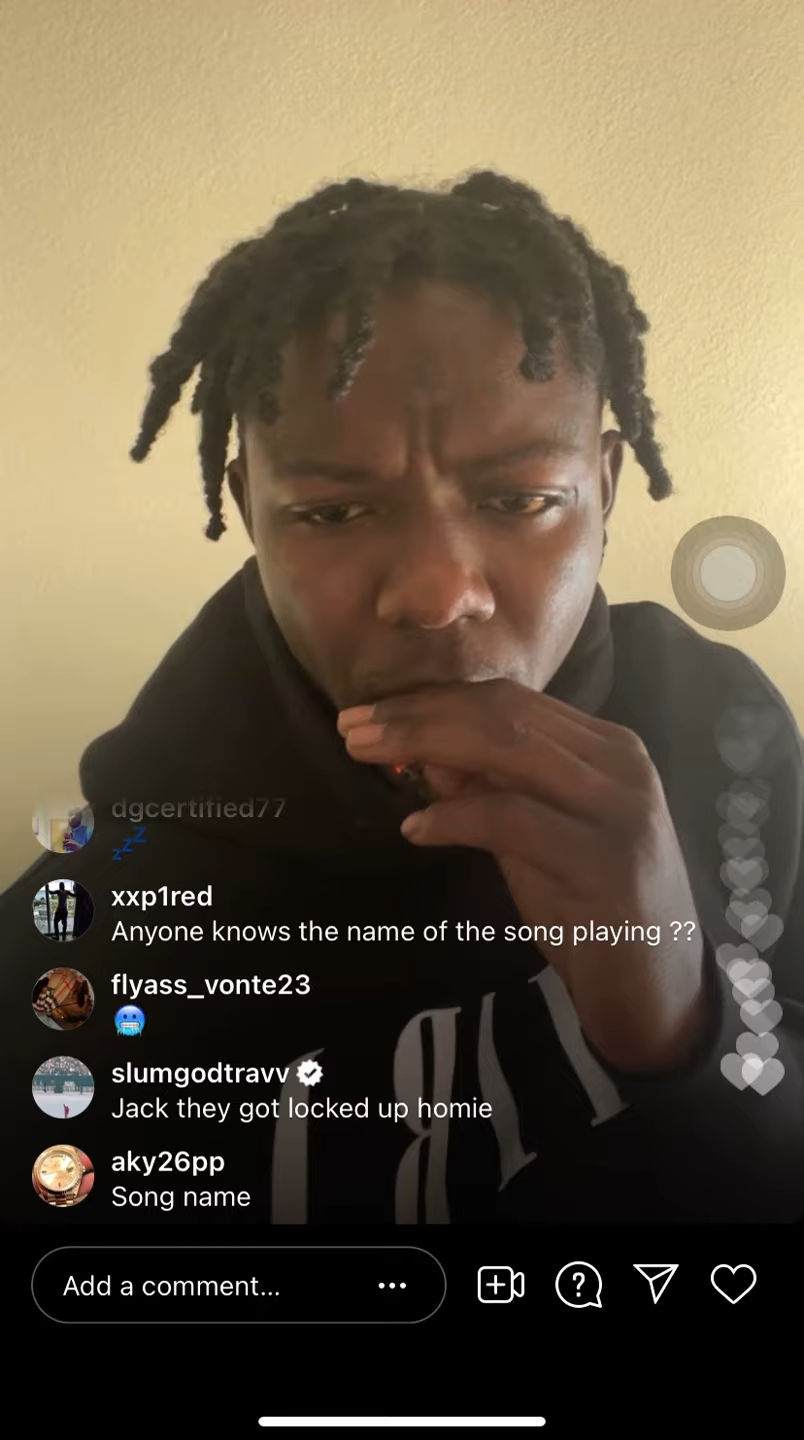 dgcertified77
💤
xxp1red
Anyone knows the name of the song playing ??
flyass_vonte23
🥶
slumgodtravv
Jack they got locked up homie
aky26pp
Song name
Add a comment...